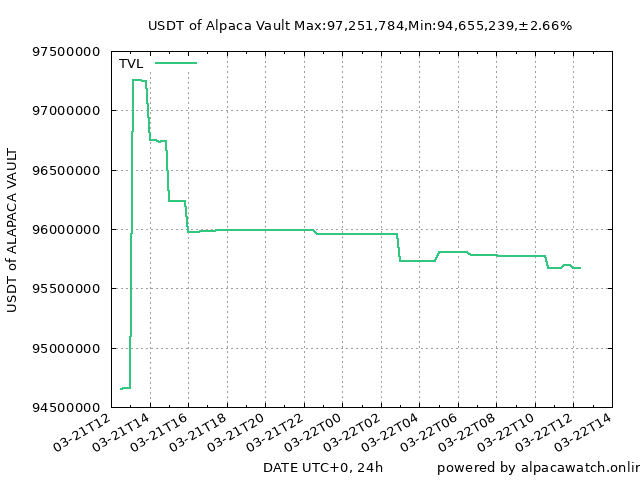 USDT of Alpaca Vault Max:97,251,784,Min:94,655,239,±2.66%
97500000
TVL
97000000
96500000
96000000
95500000
95000000
94500000
USDT of ALAPACA VAULT
03-21T12
03-21T14
03-21T16
03-21T18
03-21T20
03-21T22
03-22T00
03-22T02
03-22T04
03-22T06
03-22T08
03-22T10
03-22T12
03-22T14
DATE UTC+0, 24h
powered by alpacawatch.onlin